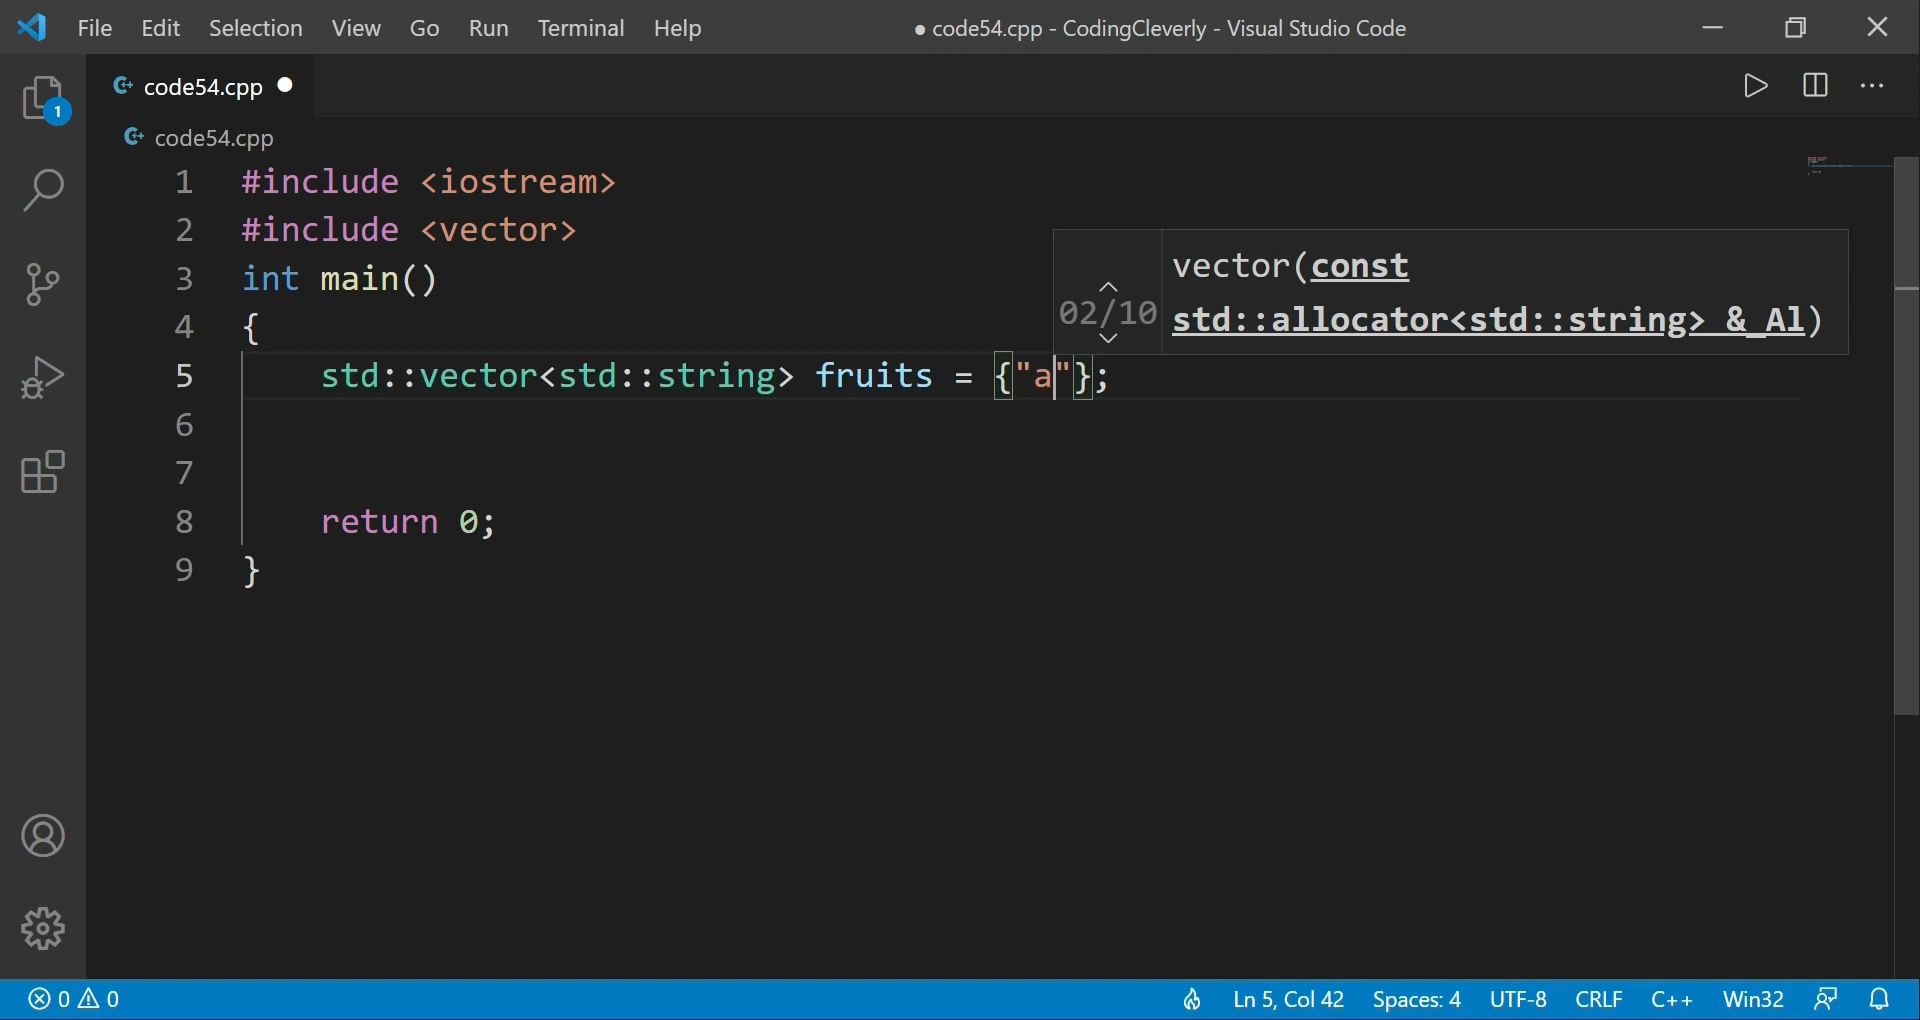 File Edit Selection View Go Run Terminal Help ● code54.cpp - CodingCleverly - Visual Studio Code
code54.cpp ●
1
code54.cpp
1 #include <iostream>
2 #include <vector>
3 int main()
4 {
5     std::vector<std::string> fruits = {"a"};
6
7
8     return 0;
9 }
02/10
vector(const
std::allocator<std::string> &_Al)
0 0 Ln 5, Col 42 Spaces: 4 UTF-8 CRLF C++ Win32